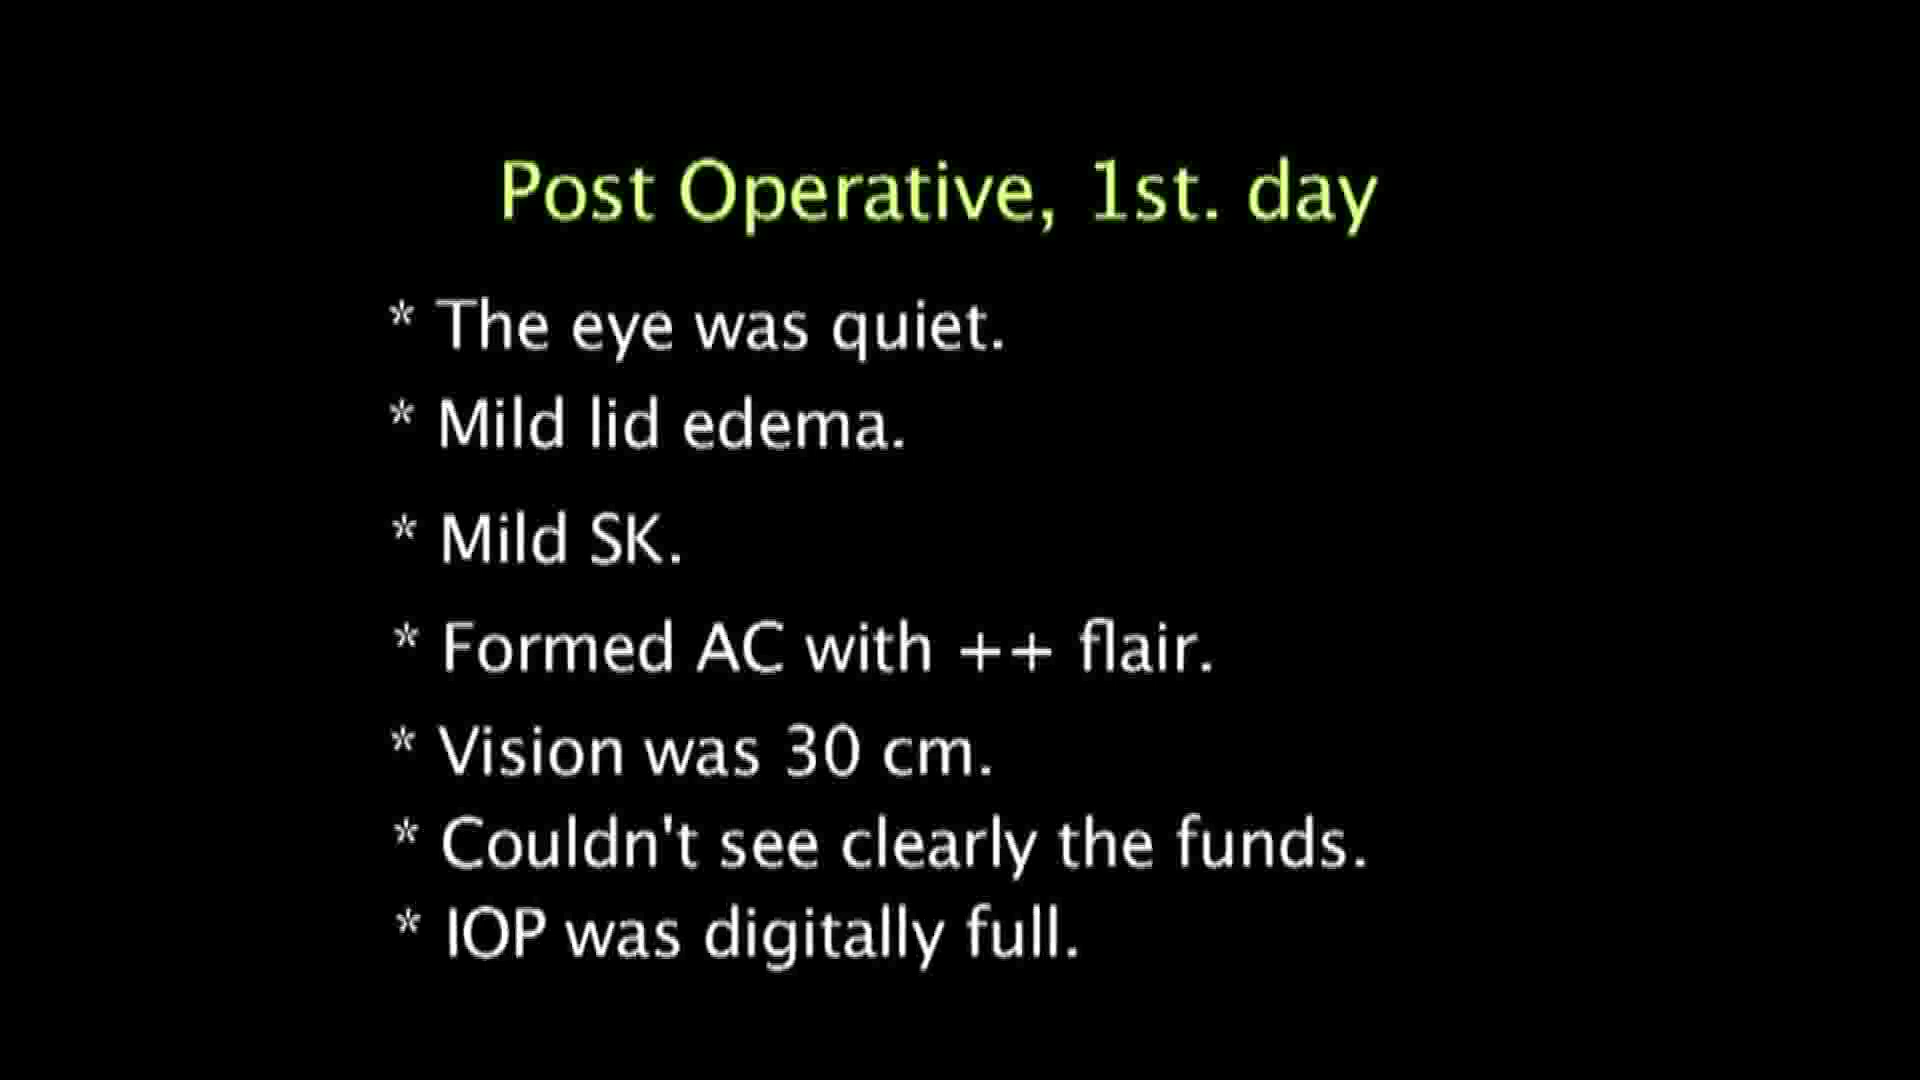 Post Operative, 1st. day
* The eye was quiet.
* Mild lid edema.
* Mild SK.
* Formed AC with ++ flair.
* Vision was 30 cm.
* Couldn't see clearly the funds.
* IOP was digitally full.